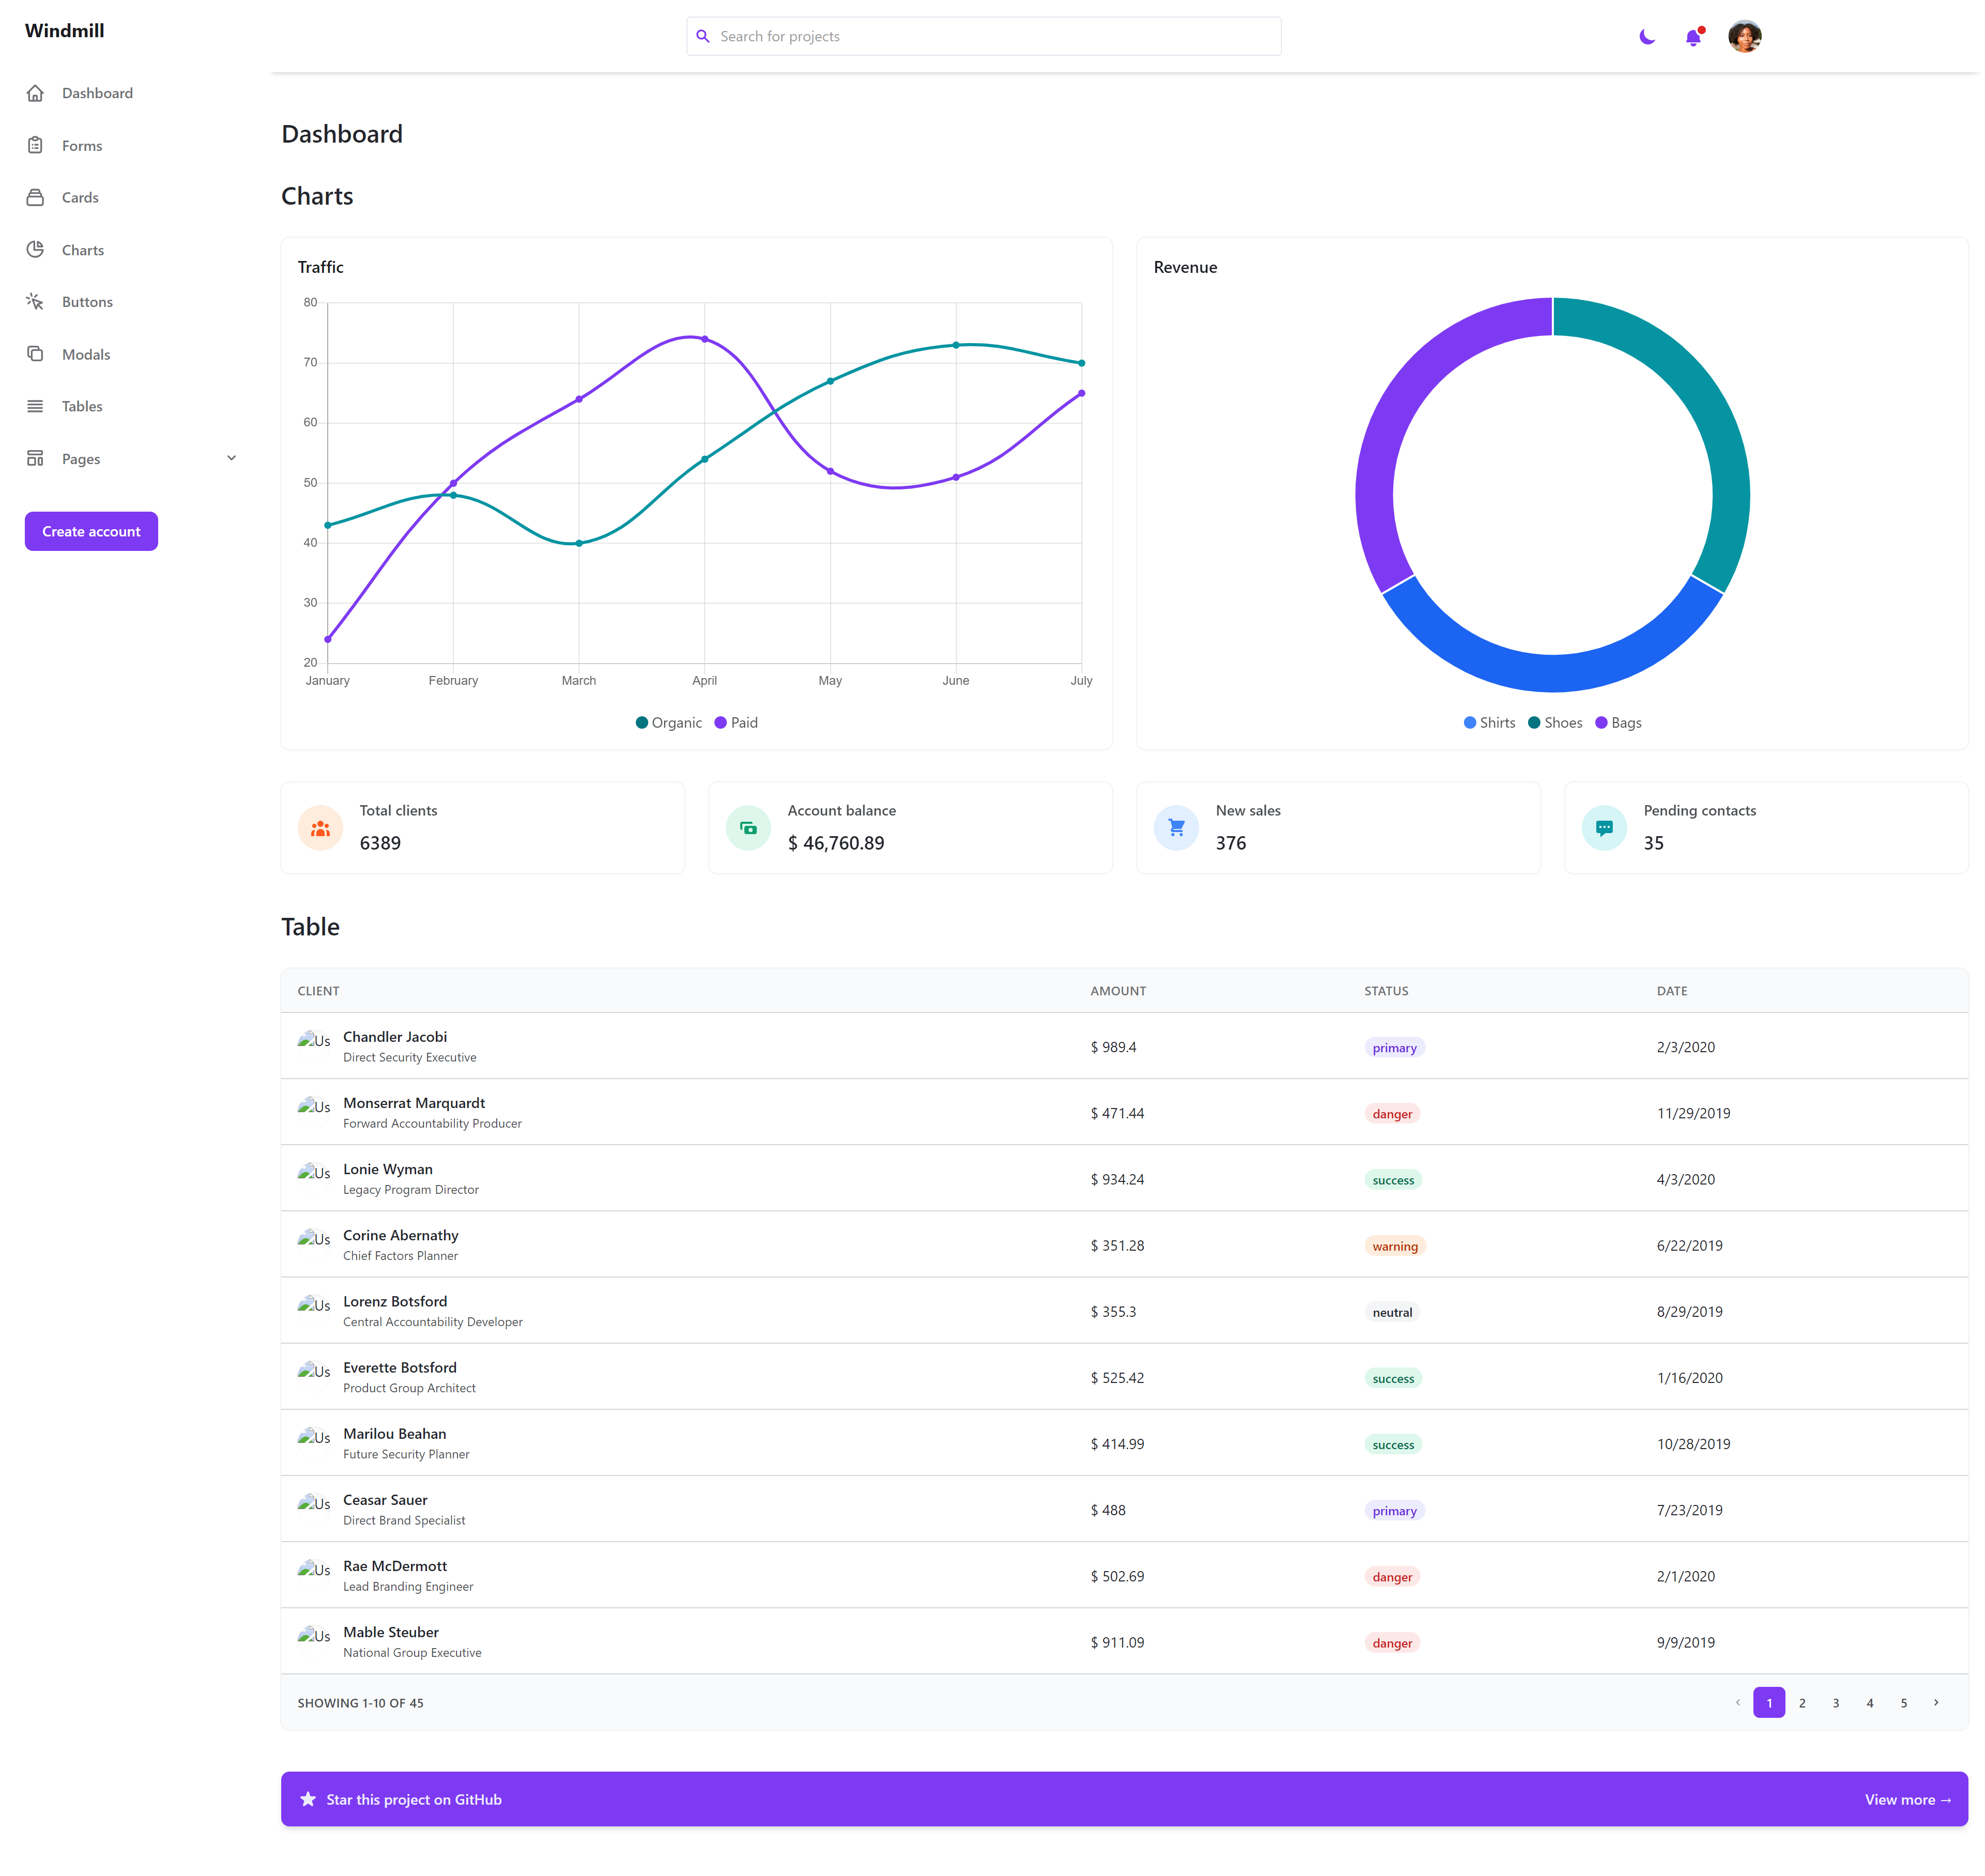 Windmill
Search for projects
Dashboard
Forms
Cards
Charts
Buttons
Modals
Tables
Pages
Create account
Dashboard
Charts
Traffic
80
70
60
50
40
30
20
January February March April May June July
Organic Paid
Revenue
Shirts Shoes Bags
Total clients
6389
Account balance
$ 46,760.89
New sales
376
Pending contacts
35
Table
CLIENT AMOUNT STATUS DATE
Us Chandler Jacobi
Direct Security Executive
$ 989.4 primary 2/3/2020
Us Monserrat Marquardt
Forward Accountability Producer
$ 471.44 danger 11/29/2019
Us Lonie Wyman
Legacy Program Director
$ 934.24 success 4/3/2020
Us Corine Abernathy
Chief Factors Planner
$ 351.28 warning 6/22/2019
Us Lorenz Botsford
Central Accountability Developer
$ 355.3 neutral 8/29/2019
Us Everette Botsford
Product Group Architect
$ 525.42 success 1/16/2020
Us Marilou Beahan
Future Security Planner
$ 414.99 success 10/28/2019
Us Ceasar Sauer
Direct Brand Specialist
$ 488 primary 7/23/2019
Us Rae McDermott
Lead Branding Engineer
$ 502.69 danger 2/1/2020
Us Mable Steuber
National Group Executive
$ 911.09 danger 9/9/2019
SHOWING 1-10 OF 45
1 2 3 4 5
Star this project on GitHub
View more →